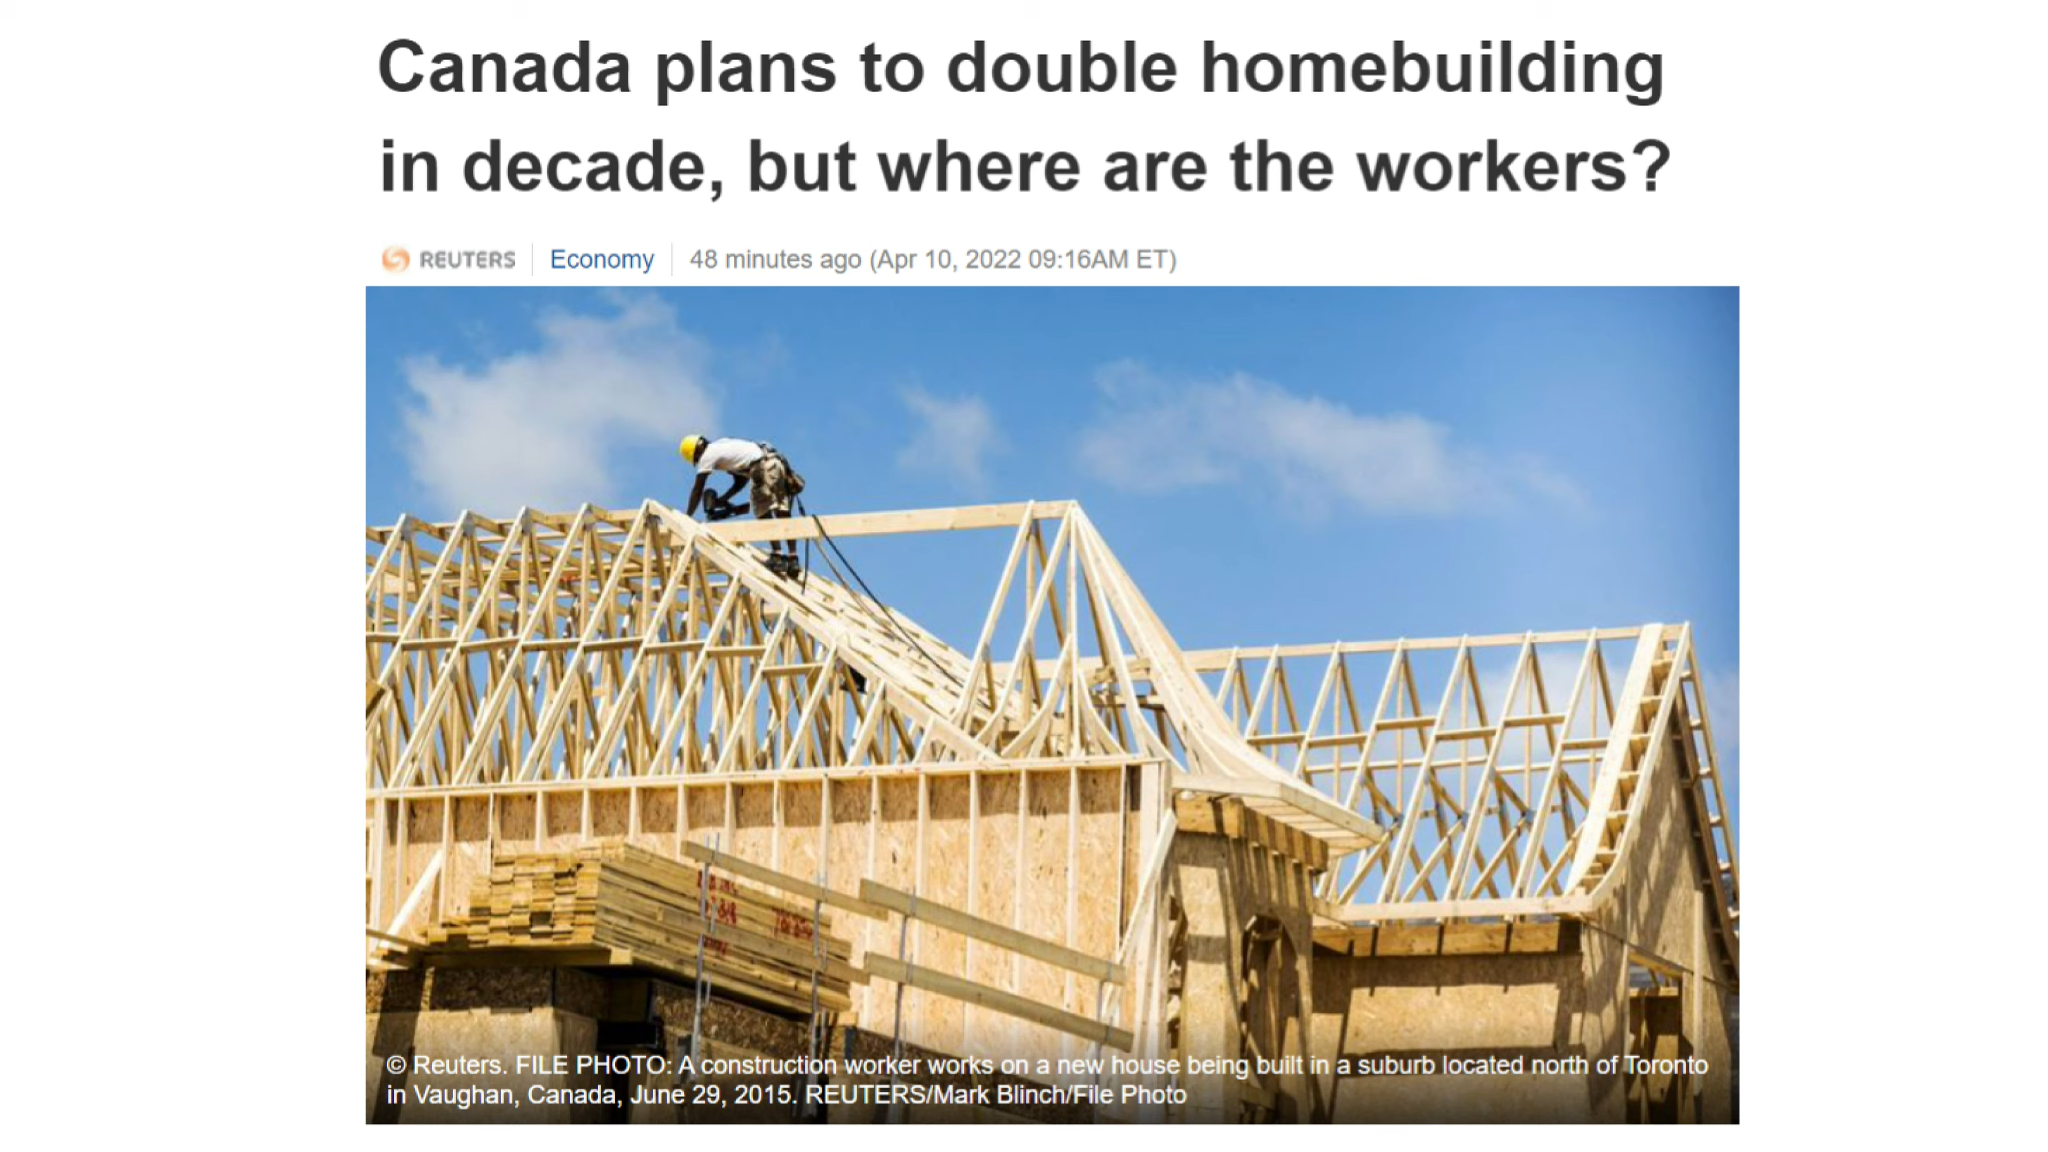 Canada plans to double homebuilding
in decade, but where are the workers?
REUTERS Economy 48 minutes ago (Apr 10, 2022 09:16AM ET)
© Reuters. FILE PHOTO: A construction worker works on a new house being built in a suburb located north of Toronto
in Vaughan, Canada, June 29, 2015. REUTERS/Mark Blinch/File Photo